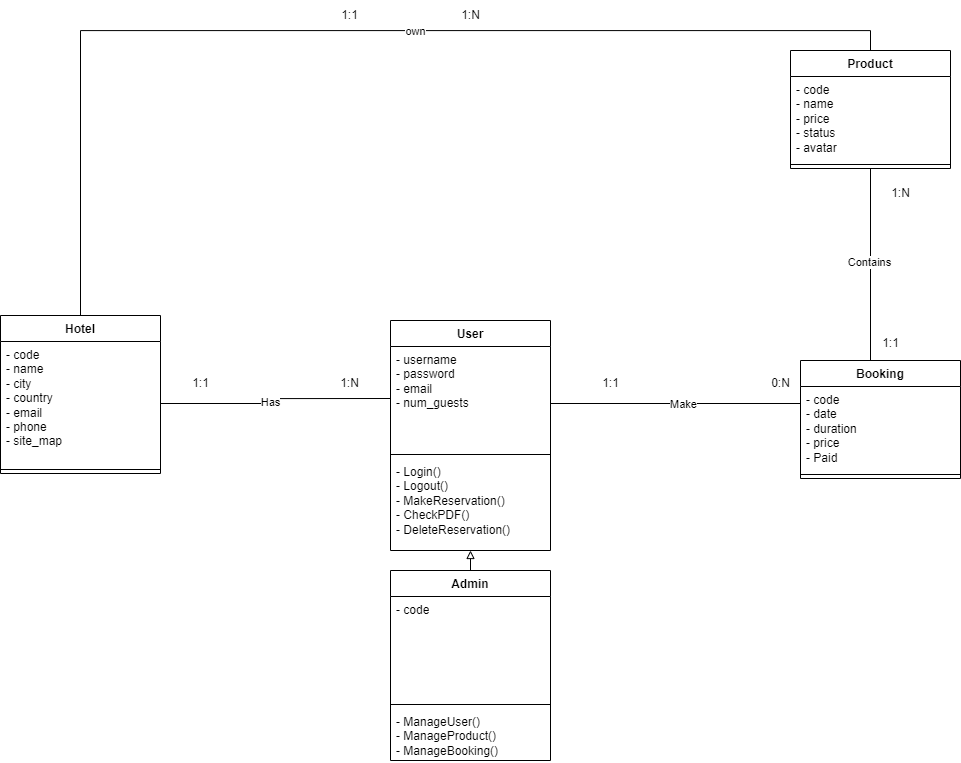 1:1 1:N
own
Product
- code
- name
- price
- status
- avatar
1:N
Contains
1:1
Hotel
- code
- name
- city
- country
- email
- phone
- site_map
1:1 1:N
Has
User
- username
- password
- email
- num_guests
- Login()
- Logout()
- MakeReservation()
- CheckPDF()
- DeleteReservation()
1:1 0:N
Make
Booking
- code
- date
- duration
- price
- Paid
Admin
- code
- ManageUser()
- ManageProduct()
- ManageBooking()